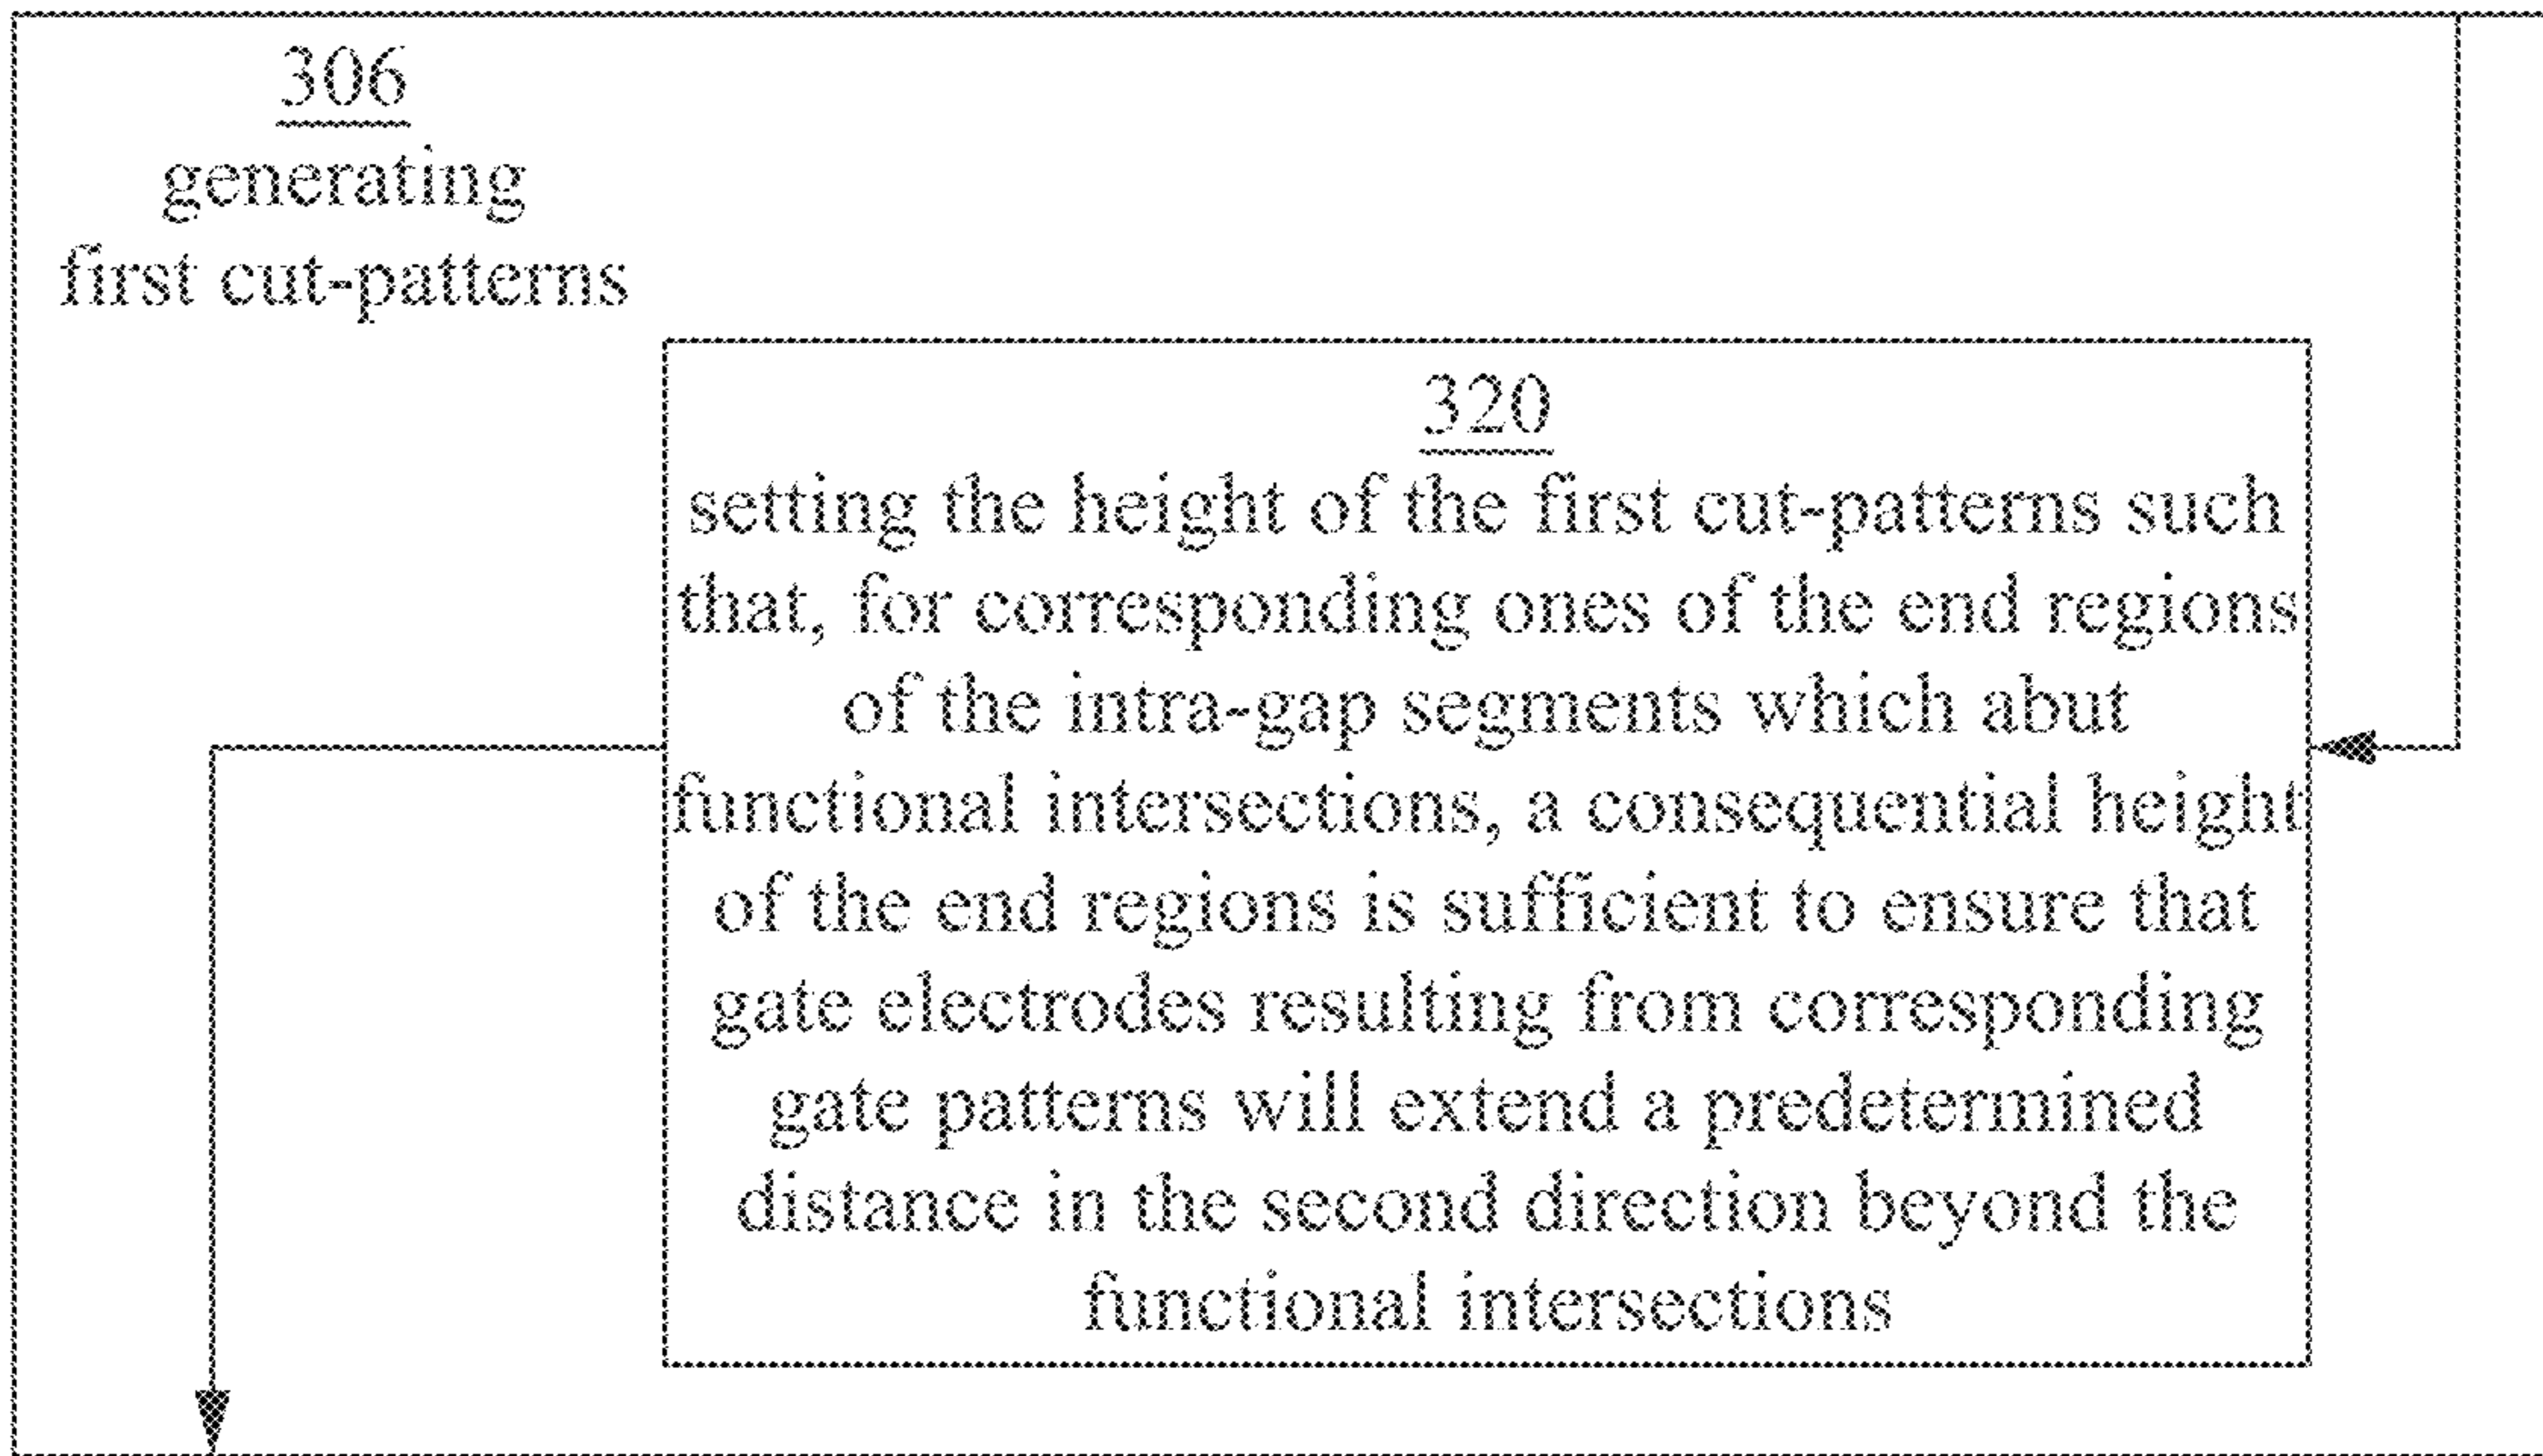 306
generating
first cut-patterns
320
setting the height of the first cut-patterns such
that, for corresponding ones of the end regions
of the intra-gap segments which abut
functional intersections, a consequential height
of the end regions is sufficient to ensure that
gate electrodes resulting from corresponding
gate patterns will extend a predetermined
distance in the second direction beyond the
functional intersections